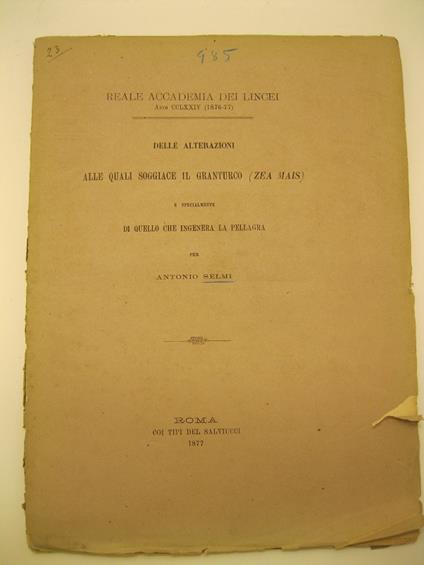 23
985
REALE ACCADEMIA DEI LINCEI
ANNO CCLXXIV (1876-77)
DELLE ALTERAZIONI
ALLE QUALI SOGGIACE IL GRANTURCO (ZEA MAIS)
E SPECIALMENTE
DI QUELLO CHE INGENERA LA PELLAGRA
PER
ANTONIO SELMI
ROMA
COI TIPI DEL SALVIUCCI
1877